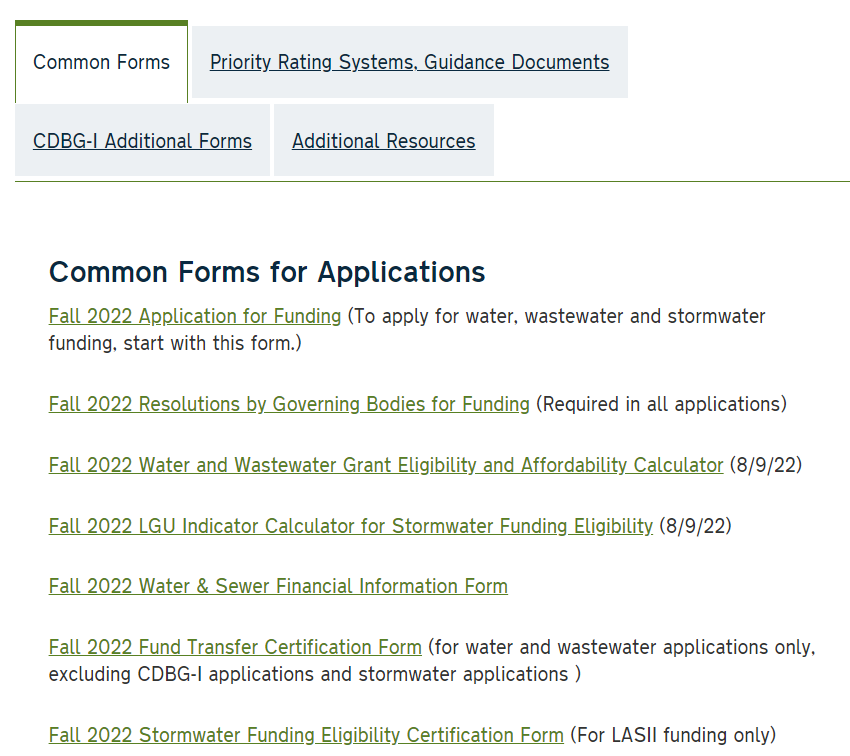 Common Forms
Priority Rating Systems, Guidance Documents
CDBG-I Additional Forms
Additional Resources
Common Forms for Applications
Fall 2022 Application for Funding (To apply for water, wastewater and stormwater
funding, start with this form.)
Fall 2022 Resolutions by Governing Bodies for Funding (Required in all applications)
Fall 2022 Water and Wastewater Grant Eligibility and Affordability Calculator (8/9/22)
Fall 2022 LGU Indicator Calculator for Stormwater Funding Eligibility (8/9/22)
Fall 2022 Water & Sewer Financial Information Form
Fall 2022 Fund Transfer Certification Form (for water and wastewater applications only,
excluding CDBG-I applications and stormwater applications )
Fall 2022 Stormwater Funding Eligibility Certification Form (For LASII funding only)